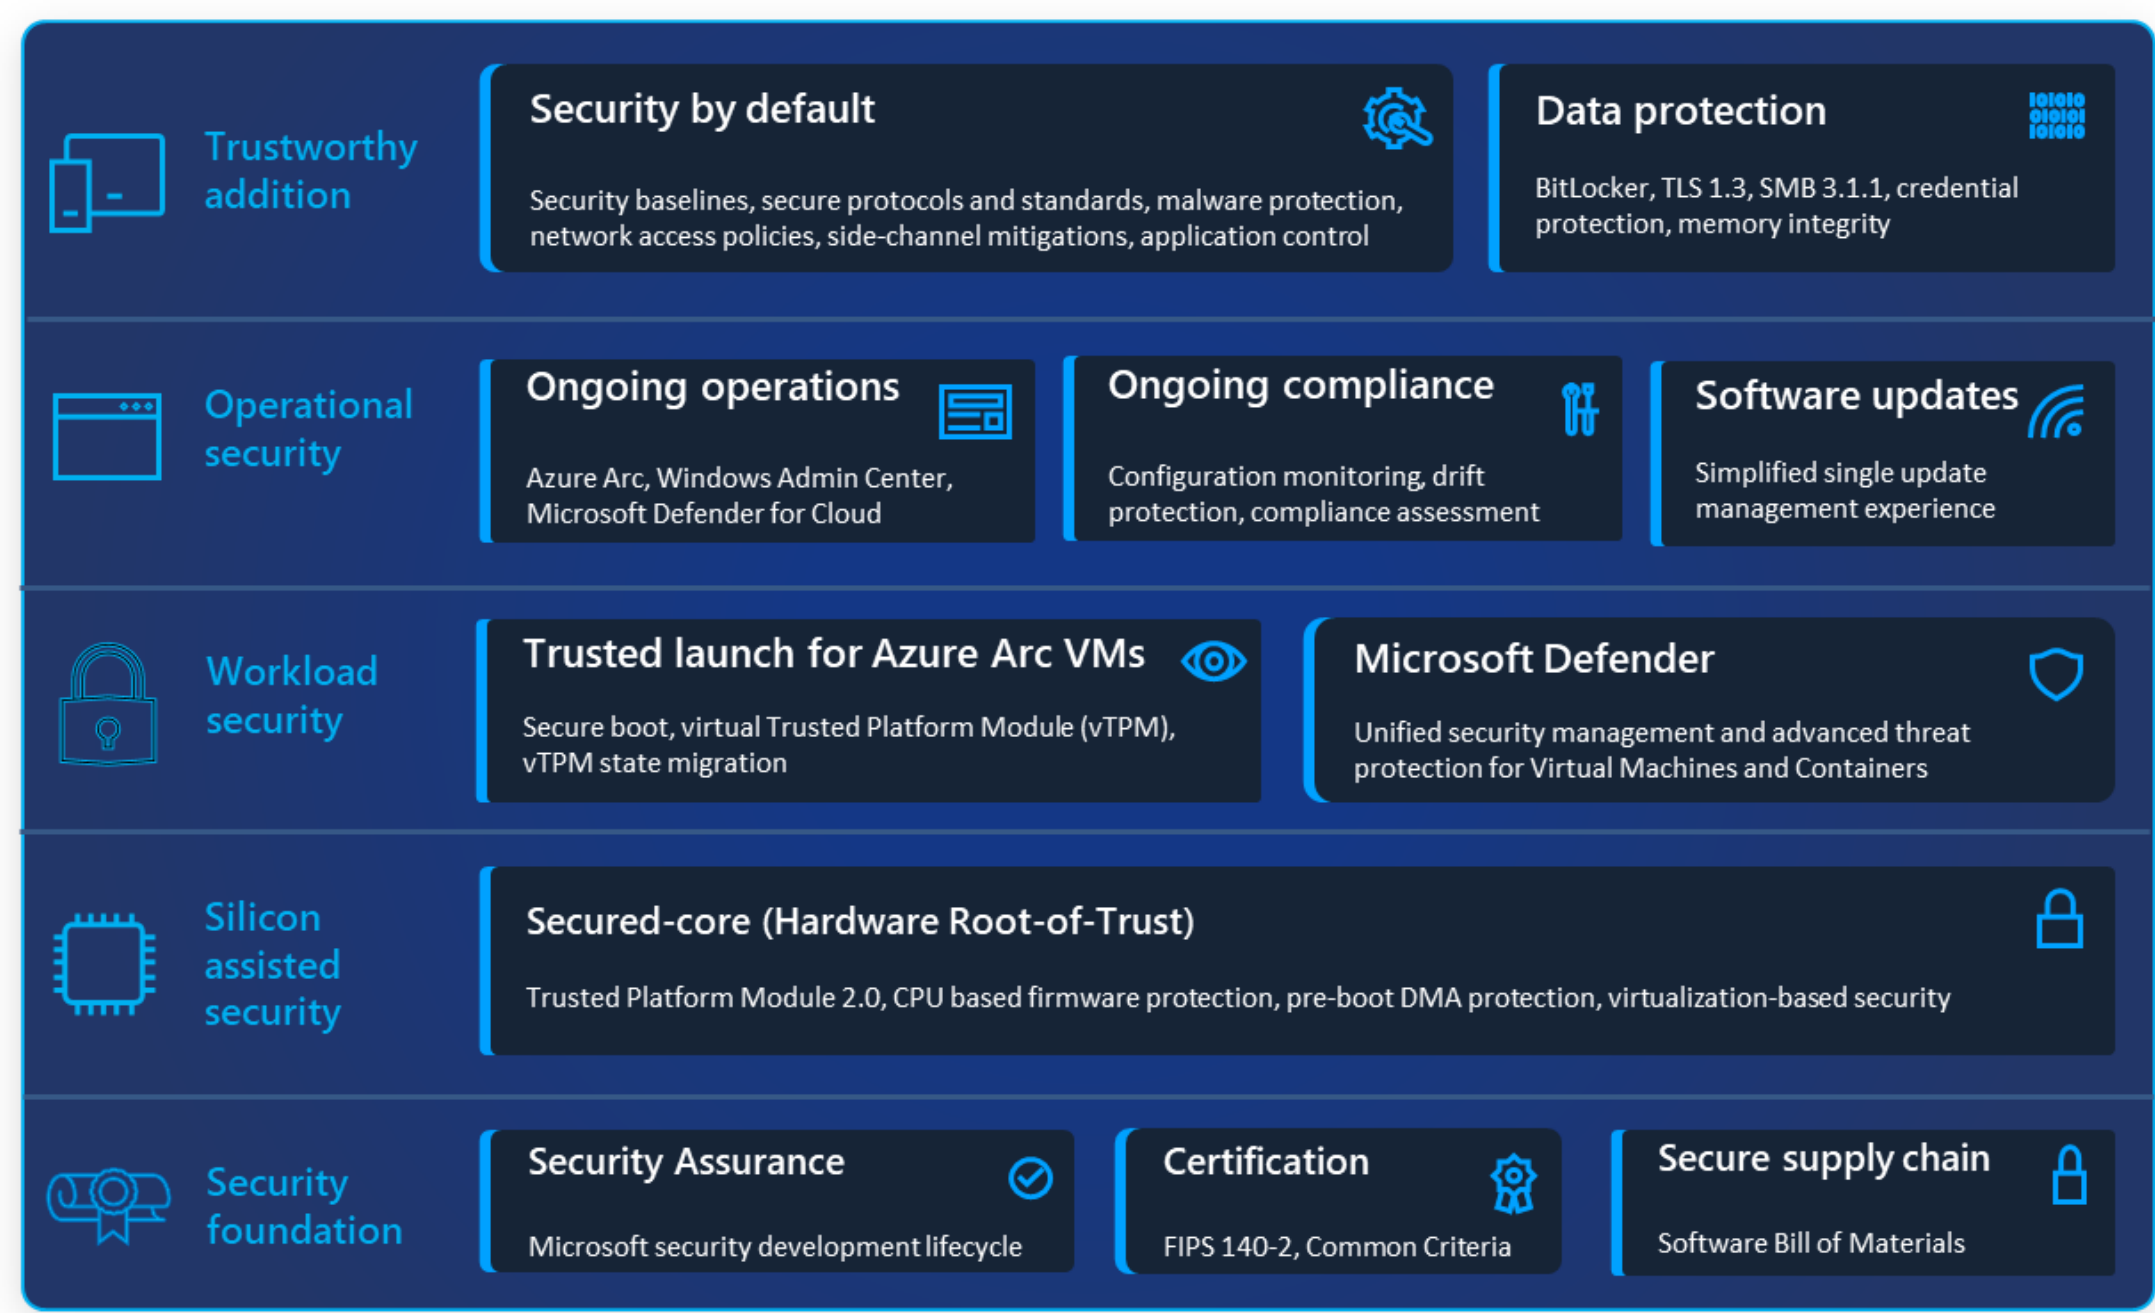 Trustworthy
addition
Security by default
Security baselines, secure protocols and standards, malware protection,
network access policies, side-channel mitigations, application control
Data protection
101010
010101
101010
BitLocker, TLS 1.3, SMB 3.1.1, credential
protection, memory integrity
Operational
security
Ongoing operations
Azure Arc, Windows Admin Center,
Microsoft Defender for Cloud
Ongoing compliance
Configuration monitoring, drift
protection, compliance assessment
Software updates
Simplified single update
management experience
Workload
security
Trusted launch for Azure Arc VMs
Secure boot, virtual Trusted Platform Module (vTPM),
vTPM state migration
Microsoft Defender
Unified security management and advanced threat
protection for Virtual Machines and Containers
Silicon
assisted
security
Secured-core (Hardware Root-of-Trust)
Trusted Platform Module 2.0, CPU based firmware protection, pre-boot DMA protection, virtualization-based security
Security
foundation
Security Assurance
Microsoft security development lifecycle
Certification
FIPS 140-2, Common Criteria
Secure supply chain
Software Bill of Materials